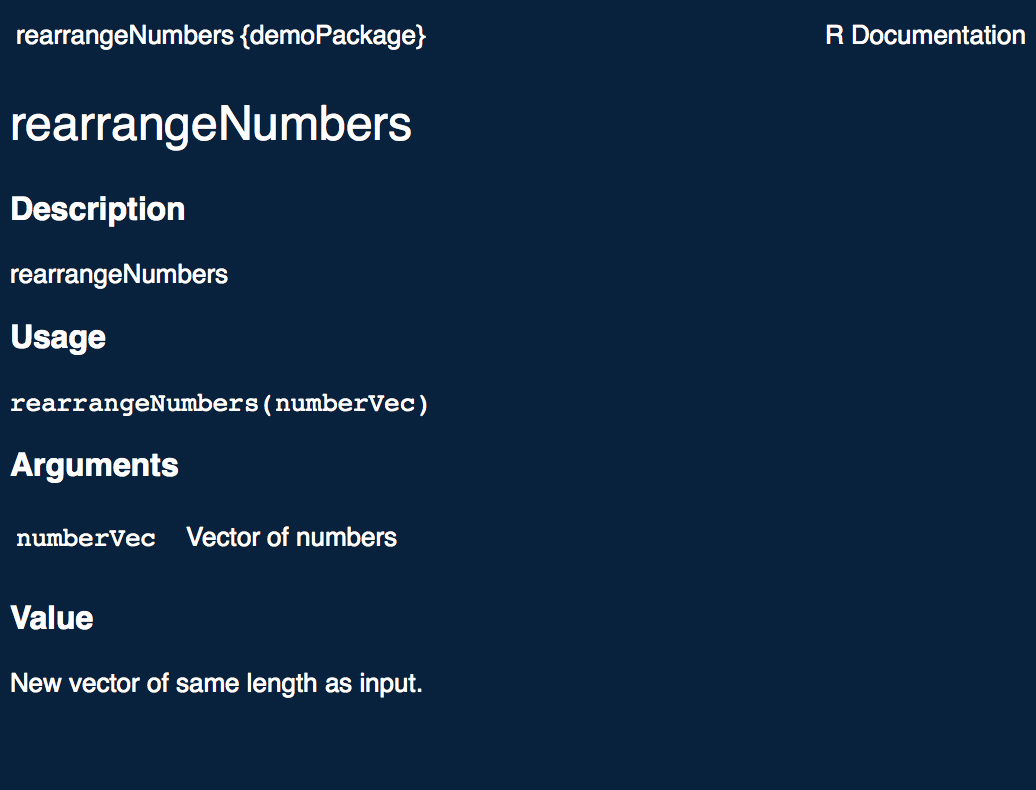 rearrangeNumbers {demoPackage} R Documentation
rearrangeNumbers
Description
rearrangeNumbers
Usage
rearrangeNumbers(numberVec)
Arguments
numberVec Vector of numbers
Value
New vector of same length as input.